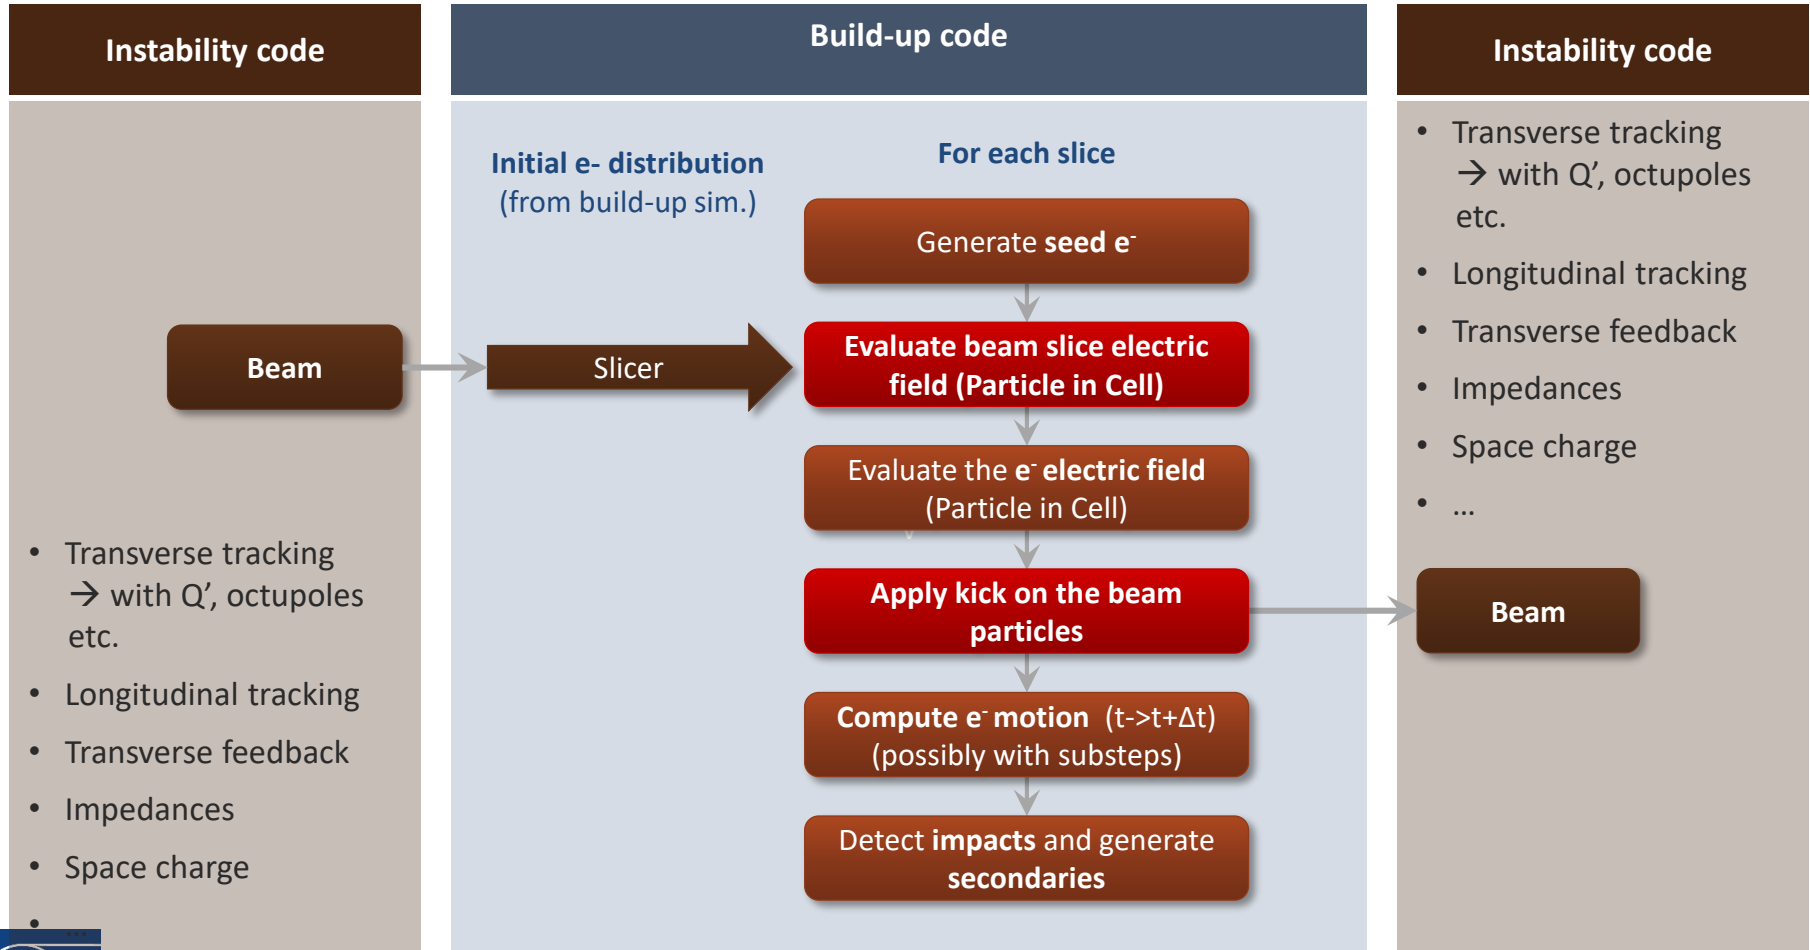 Instability code
• Transverse tracking
→ with Q’, octupoles
etc.
• Longitudinal tracking
• Transverse feedback
• Impedances
• Space charge
• ...
Beam
Build-up code
Initial e- distribution
(from build-up sim.)
Slicer
For each slice
Generate seed e-
Evaluate beam slice electric
field (Particle in Cell)
Evaluate the e- electric field
(Particle in Cell)
Apply kick on the beam
particles
Compute e- motion (t->t+Δt)
(possibly with substeps)
Detect impacts and generate
secondaries
Instability code
• Transverse tracking
→ with Q’, octupoles
etc.
• Longitudinal tracking
• Transverse feedback
• Impedances
• Space charge
• ...
Beam